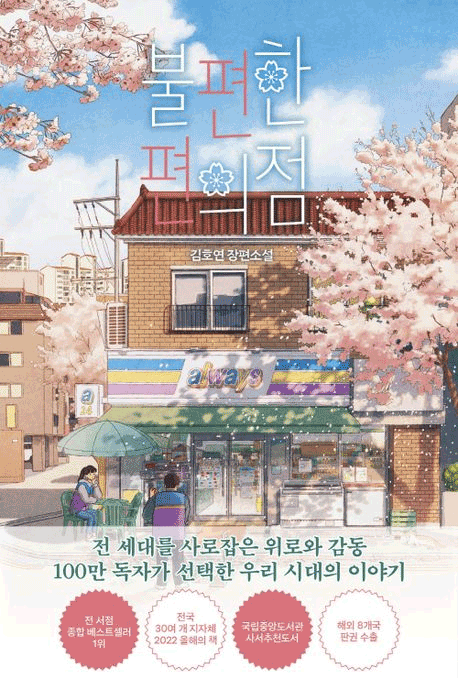 불편한
편의점
김호연 장편소설
always
a
24
전 세대를 사로잡은 위로와 감동
100만 독자가 선택한 우리 시대의 이야기
전 서점
종합 베스트셀러
1위
전국
30여 개 지자체
2022 올해의 책
국립중앙도서관
사서추천도서
해외 8개국
판권 수출